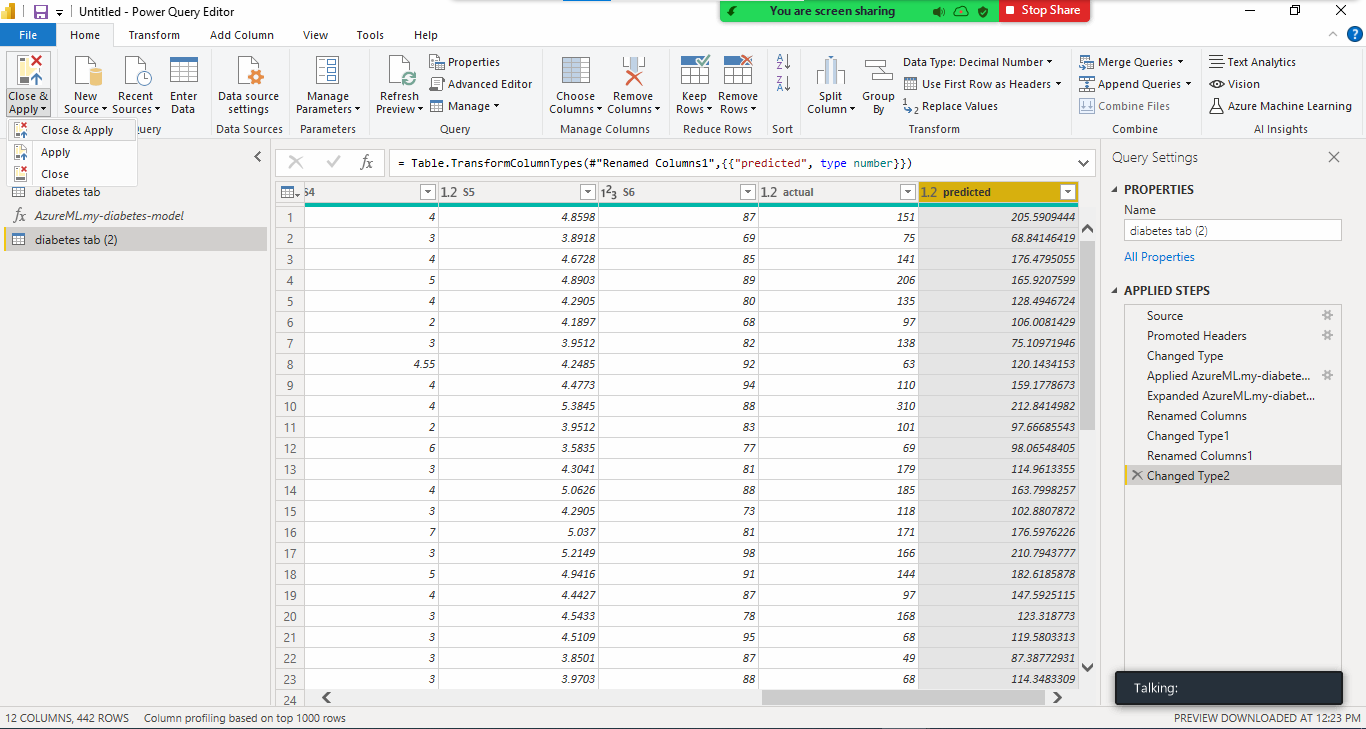 Untitled - Power Query Editor
You are screen sharing
Stop Share
File Home Transform Add Column View Tools Help
Close & Apply
New Source
Recent Sources
Enter Data
Data source settings
Manage Parameters
Refresh Preview
Properties
Advanced Editor
Manage
Choose Columns
Remove Columns
Keep Rows
Remove Rows
Split Column
Group By
Data Type: Decimal Number
Use First Row as Headers
Replace Values
Merge Queries
Append Queries
Combine Files
Text Analytics
Vision
Azure Machine Learning
Query Data Sources Parameters Query Manage Columns Reduce Rows Sort Transform Combine AI Insights
Close & Apply
Apply
Close
diabetes tab
AzureML.my-diabetes-model
diabetes tab (2)
= Table.TransformColumnTypes(#"Renamed Columns1",{{"predicted", type number}})
S4 1.2 S5 123 S6 1.2 actual 1.2 predicted
1 4 4.8598 87 151 205.5909444
2 3 3.8918 69 75 68.84146419
3 4 4.6728 85 141 176.4795055
4 5 4.8903 89 206 165.9207599
5 4 4.2905 80 135 128.4946724
6 2 4.1897 68 97 106.0081429
7 3 3.9512 82 138 75.10971946
8 4.55 4.2485 92 63 120.1434153
9 4 4.4773 94 110 159.1778673
10 4 5.3845 88 310 212.8414982
11 2 3.9512 83 101 97.66685543
12 6 3.5835 77 69 98.06548405
13 3 4.3041 81 179 114.9613355
14 4 5.0626 88 185 163.7998257
15 3 4.2905 73 118 102.8807872
16 7 5.037 81 171 176.5976226
17 3 5.2149 98 166 210.7943777
18 5 4.9416 91 144 182.6185878
19 4 4.4427 87 97 147.5925115
20 3 4.5433 78 168 123.318773
21 3 4.5109 95 68 119.5803313
22 3 3.8501 87 49 87.38772931
23 3 3.9703 88 68 114.3483309
24
Query Settings
PROPERTIES
Name
diabetes tab (2)
All Properties
APPLIED STEPS
Source
Promoted Headers
Changed Type
Applied AzureML.my-diabete...
Expanded AzureML.my-diabet...
Renamed Columns
Changed Type1
Renamed Columns1
Changed Type2
Talking:
12 COLUMNS, 442 ROWS Column profiling based on top 1000 rows
PREVIEW DOWNLOADED AT 12:23 PM